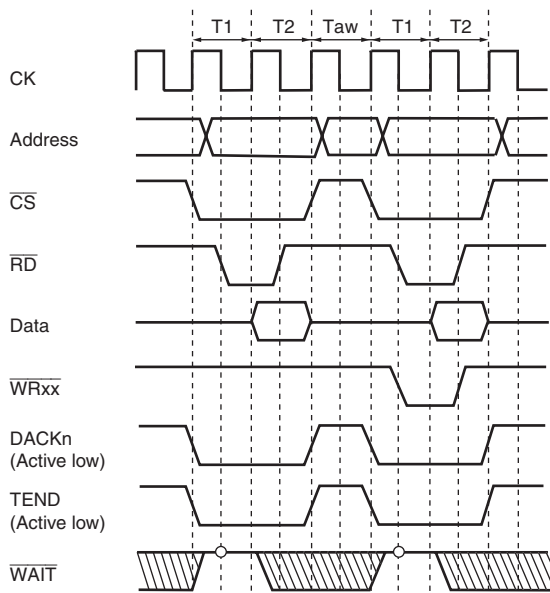 T1 T2 Taw T1 T2
CK
Address
CS
RD
Data
WRxx
DACKn
(Active low)
TEND
(Active low)
WAIT